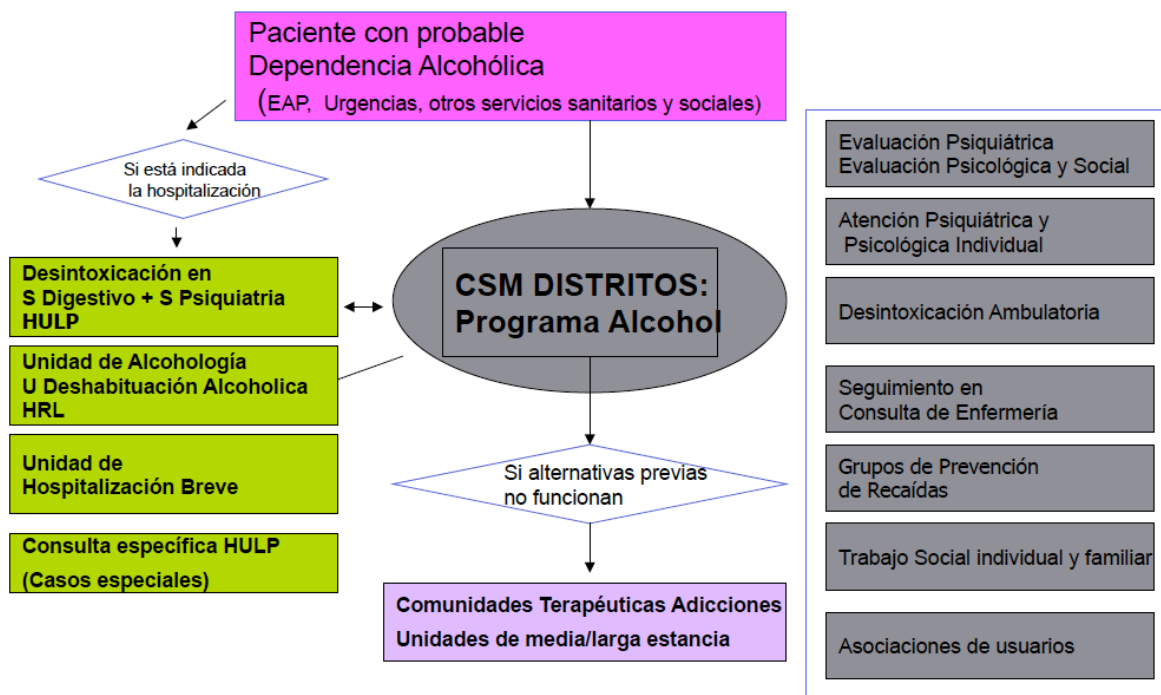 Paciente con probable
Dependencia Alcohólica
(EAP, Urgencias, otros servicios sanitarios y sociales)
Si está indicada
la hospitalización
Desintoxicación en
S Digestivo + S Psiquiatria
HULP
Unidad de Alcohología
U Deshabituación Alcoholica
HRL
Unidad de
Hospitalización Breve
Consulta específica HULP
(Casos especiales)
CSM DISTRITOS:
Programa Alcohol
Si alternativas previas
no funcionan
Comunidades Terapéuticas Adicciones
Unidades de media/larga estancia
Evaluación Psiquiátrica
Evaluación Psicológica y Social
Atención Psiquiátrica y
Psicológica Individual
Desintoxicación Ambulatoria
Seguimiento en
Consulta de Enfermería
Grupos de Prevención
de Recaídas
Trabajo Social individual y familiar
Asociaciones de usuarios